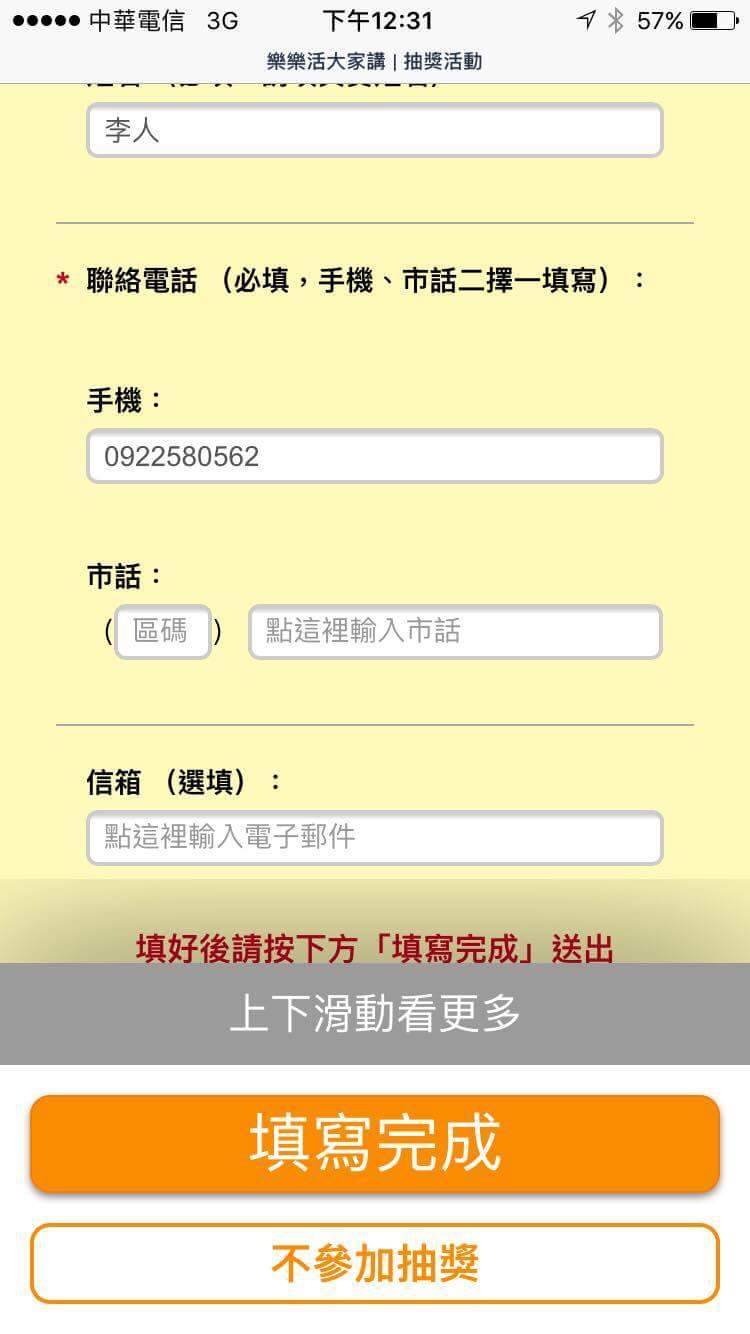 中華電信 3G 下午12:31 57%
樂樂活大家講 | 抽獎活動
李人
* 聯絡電話 （必填，手機、市話二擇一填寫）：
手機：
0922580562
市話：
(區碼) 點這裡輸入市話
信箱 （選填）：
點這裡輸入電子郵件
填好後請按下方「填寫完成」送出
上下滑動看更多
填寫完成
不參加抽獎